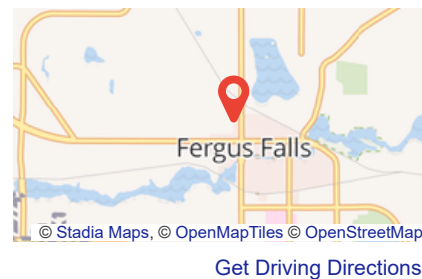 Fergus Falls
© Stadia Maps, © OpenMapTiles © OpenStreetMap
Get Driving Directions